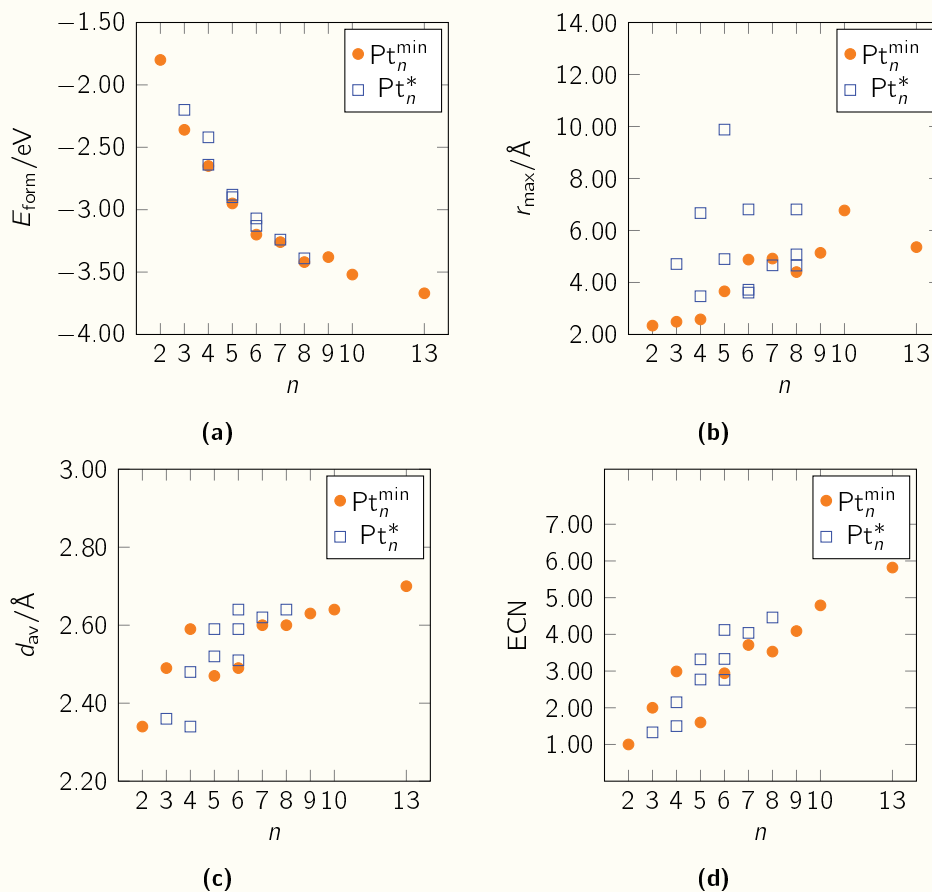 −1.50
−2.00
−2.50
−3.00
−3.50
−4.00
E_form/eV
2 3 4 5 6 7 8 9 10 13
n
Pt_n^min
Pt_n^*
(a)
14.00
12.00
10.00
8.00
6.00
4.00
2.00
r_max/Å
2 3 4 5 6 7 8 9 10 13
n
Pt_n^min
Pt_n^*
(b)
3.00
2.80
2.60
2.40
2.20
d_av/Å
2 3 4 5 6 7 8 9 10 13
n
Pt_n^min
Pt_n^*
(c)
7.00
6.00
5.00
4.00
3.00
2.00
1.00
ECN
2 3 4 5 6 7 8 9 10 13
n
Pt_n^min
Pt_n^*
(d)